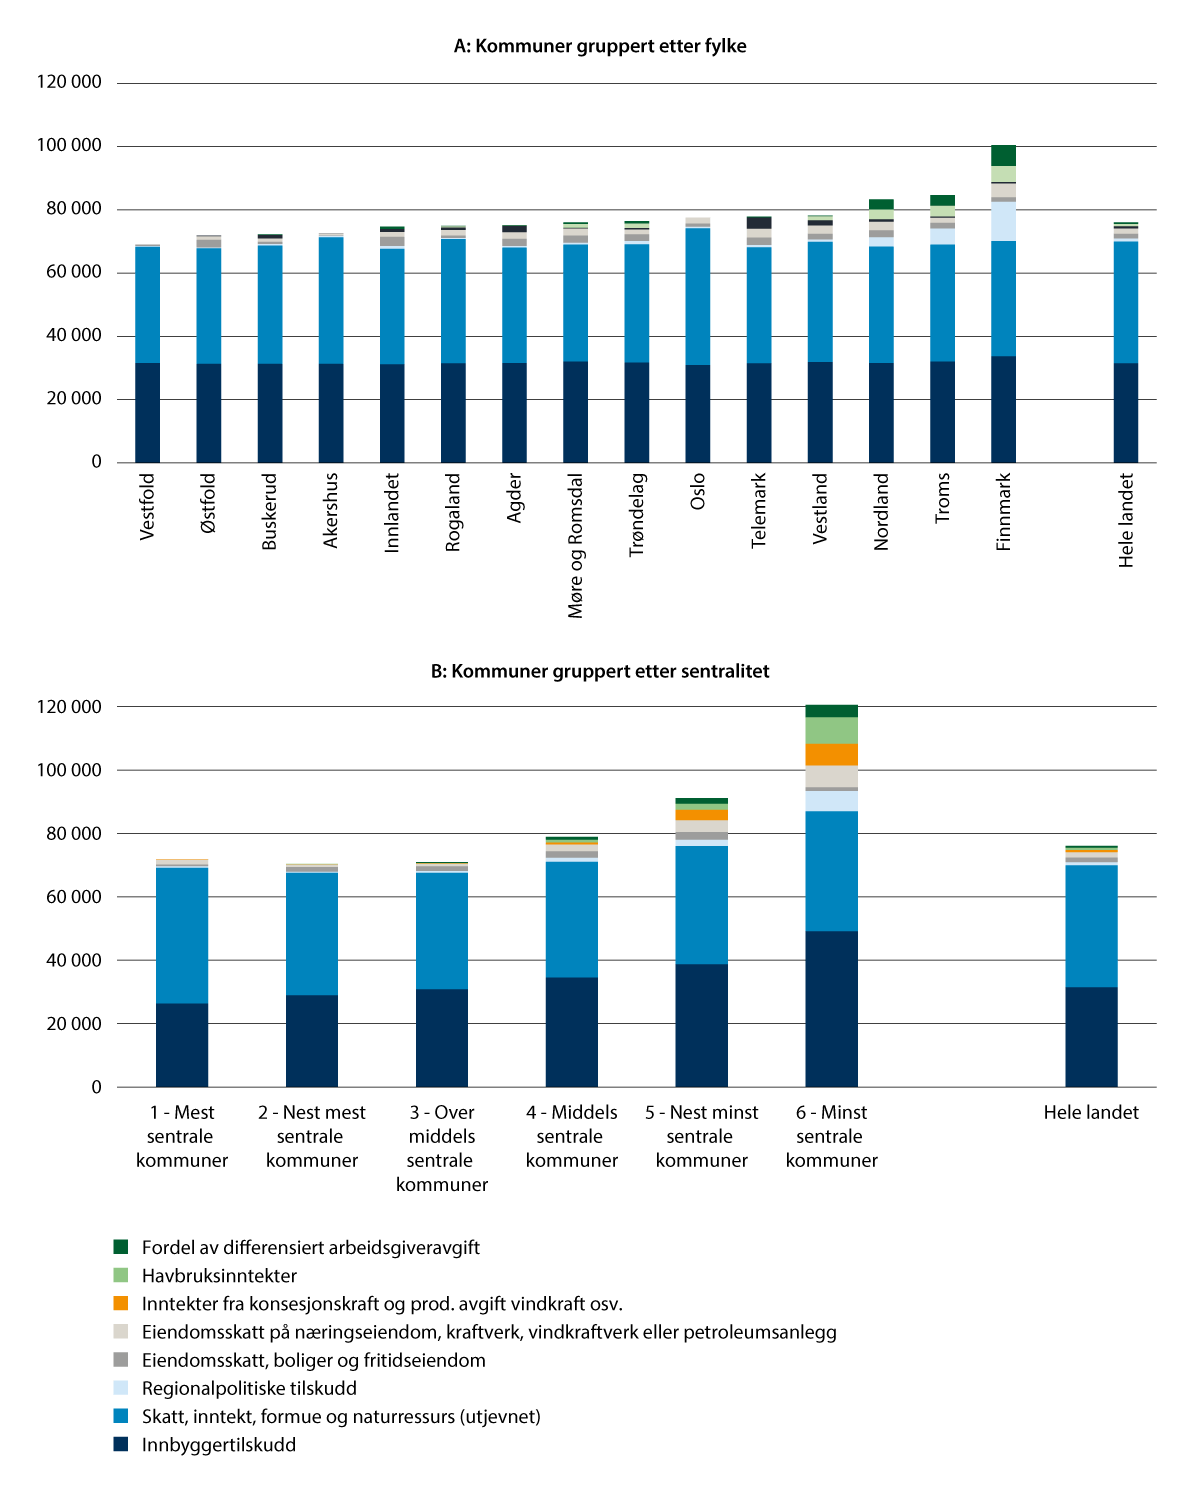 A: Kommuner gruppert etter fylke
120 000
100 000
80 000
60 000
40 000
20 000
0
Vestfold
Østfold
Buskerud
Akershus
Innlandet
Rogaland
Agder
Møre og Romsdal
Trøndelag
Oslo
Telemark
Vestland
Nordland
Troms
Finnmark
Hele landet
B: Kommuner gruppert etter sentralitet
120 000
100 000
80 000
60 000
40 000
20 000
0
1 - Mest
sentrale
kommuner
2 - Nest mest
sentrale
kommuner
3 - Over
middels
sentrale
kommuner
4 - Middels
sentrale
kommuner
5 - Nest minst
sentrale
kommuner
6 - Minst
sentrale
kommuner
Hele landet
Fordel av differensiert arbeidsgiveravgift
Havbruksinntekter
Inntekter fra konsesjonskraft og prod. avgift vindkraft osv.
Eiendomsskatt på næringseiendom, kraftverk, vindkraftverk eller petroleumsanlegg
Eiendomsskatt, boliger og fritidseiendom
Regionalpolitiske tilskudd
Skatt, inntekt, formue og naturressurs (utjevnet)
Innbyggertilskudd